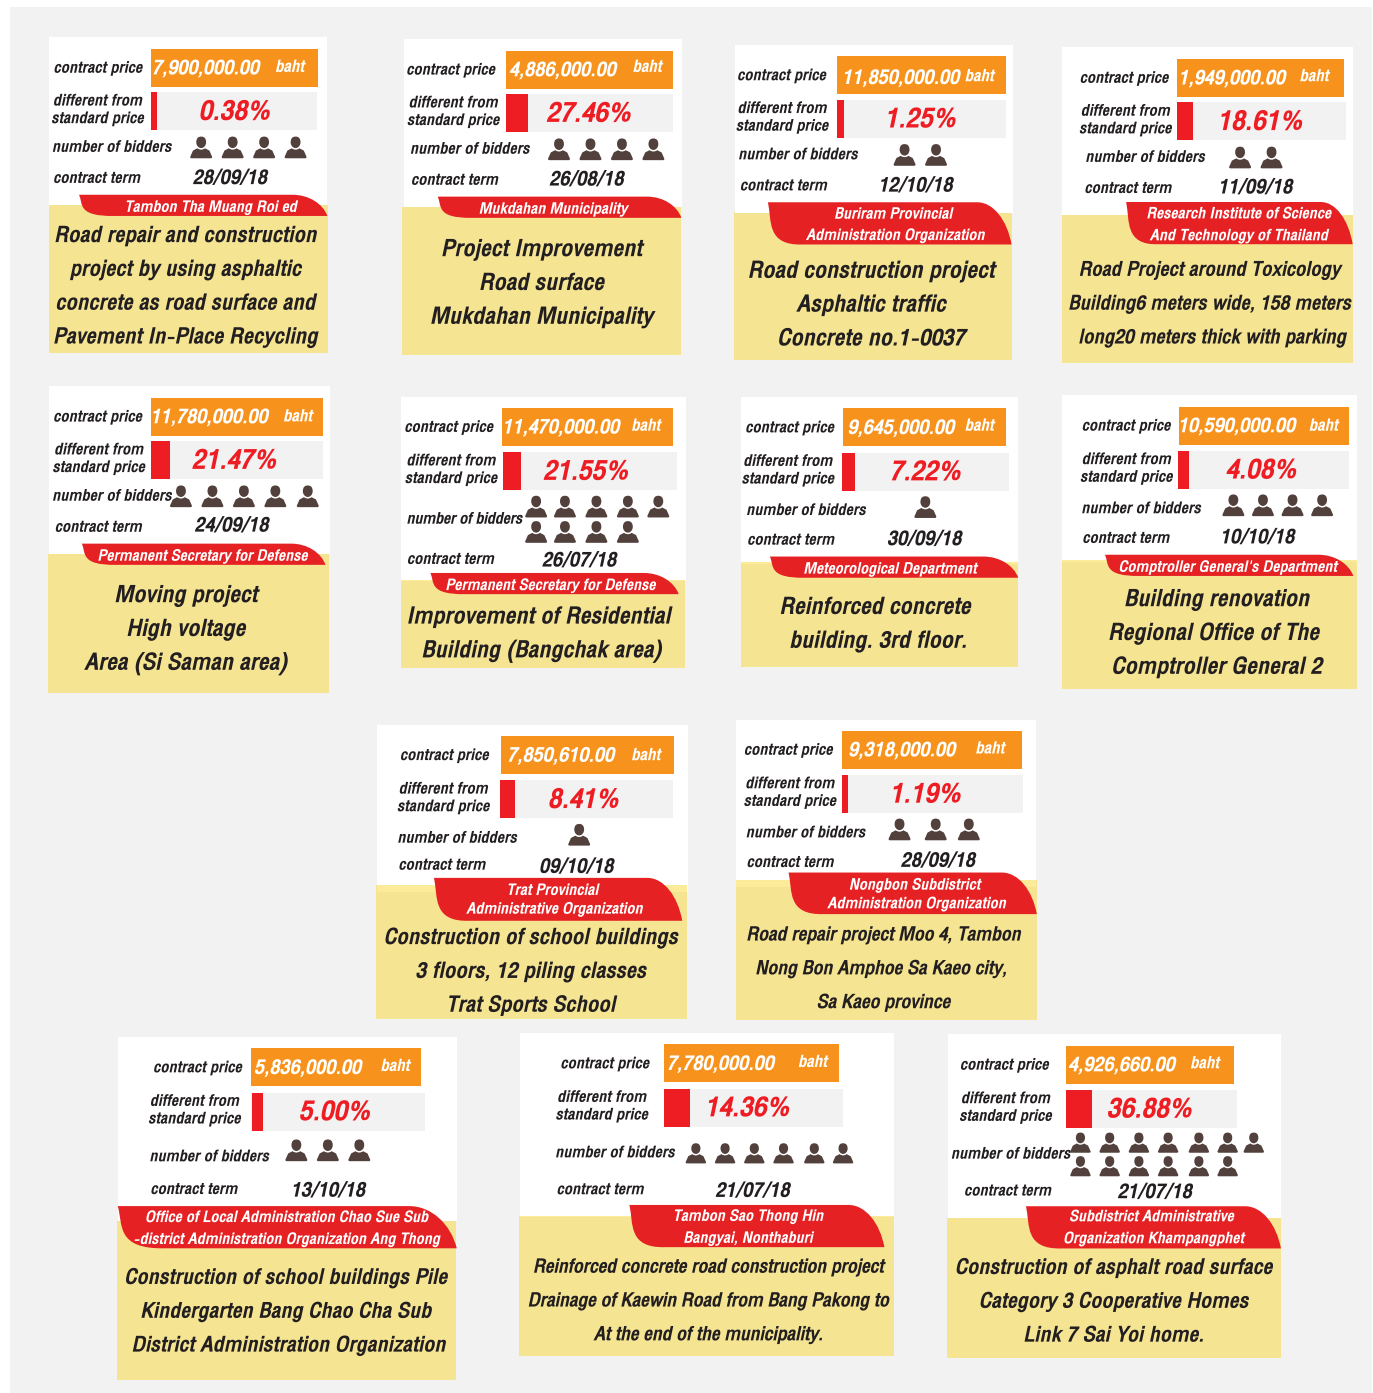 contract price 7,900,000.00 baht
different from
standard price 0.38%
number of bidders
contract term 28/09/18
Tambon Tha Muang Roi ed
Road repair and construction
project by using asphaltic
concrete as road surface and
Pavement In-Place Recycling
contract price 4,886,000.00 baht
different from
standard price 27.46%
number of bidders
contract term 26/08/18
Mukdahan Municipality
Project Improvement
Road surface
Mukdahan Municipality
contract price 11,850,000.00 baht
different from
standard price 1.25%
number of bidders
contract term 12/10/18
Buriram Provincial
Administration Organization
Road construction project
Asphaltic traffic
Concrete no.1-0037
contract price 1,949,000.00 baht
different from
standard price 18.61%
number of bidders
contract term 11/09/18
Research Institute of Science
And Technology of Thailand
Road Project around Toxicology
Building6 meters wide, 158 meters
long20 meters thick with parking
contract price 11,780,000.00 baht
different from
standard price 21.47%
number of bidders
contract term 24/09/18
Permanent Secretary for Defense
Moving project
High voltage
Area (Si Saman area)
contract price 11,470,000.00 baht
different from
standard price 21.55%
number of bidders
contract term 26/07/18
Permanent Secretary for Defense
Improvement of Residential
Building (Bangchak area)
contract price 9,645,000.00 baht
different from
standard price 7.22%
number of bidders
contract term 30/09/18
Meteorological Department
Reinforced concrete
building. 3rd floor.
contract price 10,590,000.00 baht
different from
standard price 4.08%
number of bidders
contract term 10/10/18
Comptroller General's Department
Building renovation
Regional Office of The
Comptroller General 2
contract price 7,850,610.00 baht
different from
standard price 8.41%
number of bidders
contract term 09/10/18
Trat Provincial
Administrative Organization
Construction of school buildings
3 floors, 12 piling classes
Trat Sports School
contract price 9,318,000.00 baht
different from
standard price 1.19%
number of bidders
contract term 28/09/18
Nongbon Subdistrict
Administration Organization
Road repair project Moo 4, Tambon
Nong Bon Amphoe Sa Kaeo city,
Sa Kaeo province
contract price 5,836,000.00 baht
different from
standard price 5.00%
number of bidders
contract term 13/10/18
Office of Local Administration Chao Sue Sub
-district Administration Organization Ang Thong
Construction of school buildings Pile
Kindergarten Bang Chao Cha Sub
District Administration Organization
contract price 7,780,000.00 baht
different from
standard price 14.36%
number of bidders
contract term 21/07/18
Tambon Sao Thong Hin
Bangyai, Nonthaburi
Reinforced concrete road construction project
Drainage of Kaewin Road from Bang Pakong to
At the end of the municipality.
contract price 4,926,660.00 baht
different from
standard price 36.88%
number of bidders
contract term 21/07/18
Subdistrict Administrative
Organization Khampangphet
Construction of asphalt road surface
Category 3 Cooperative Homes
Link 7 Sai Yoi home.